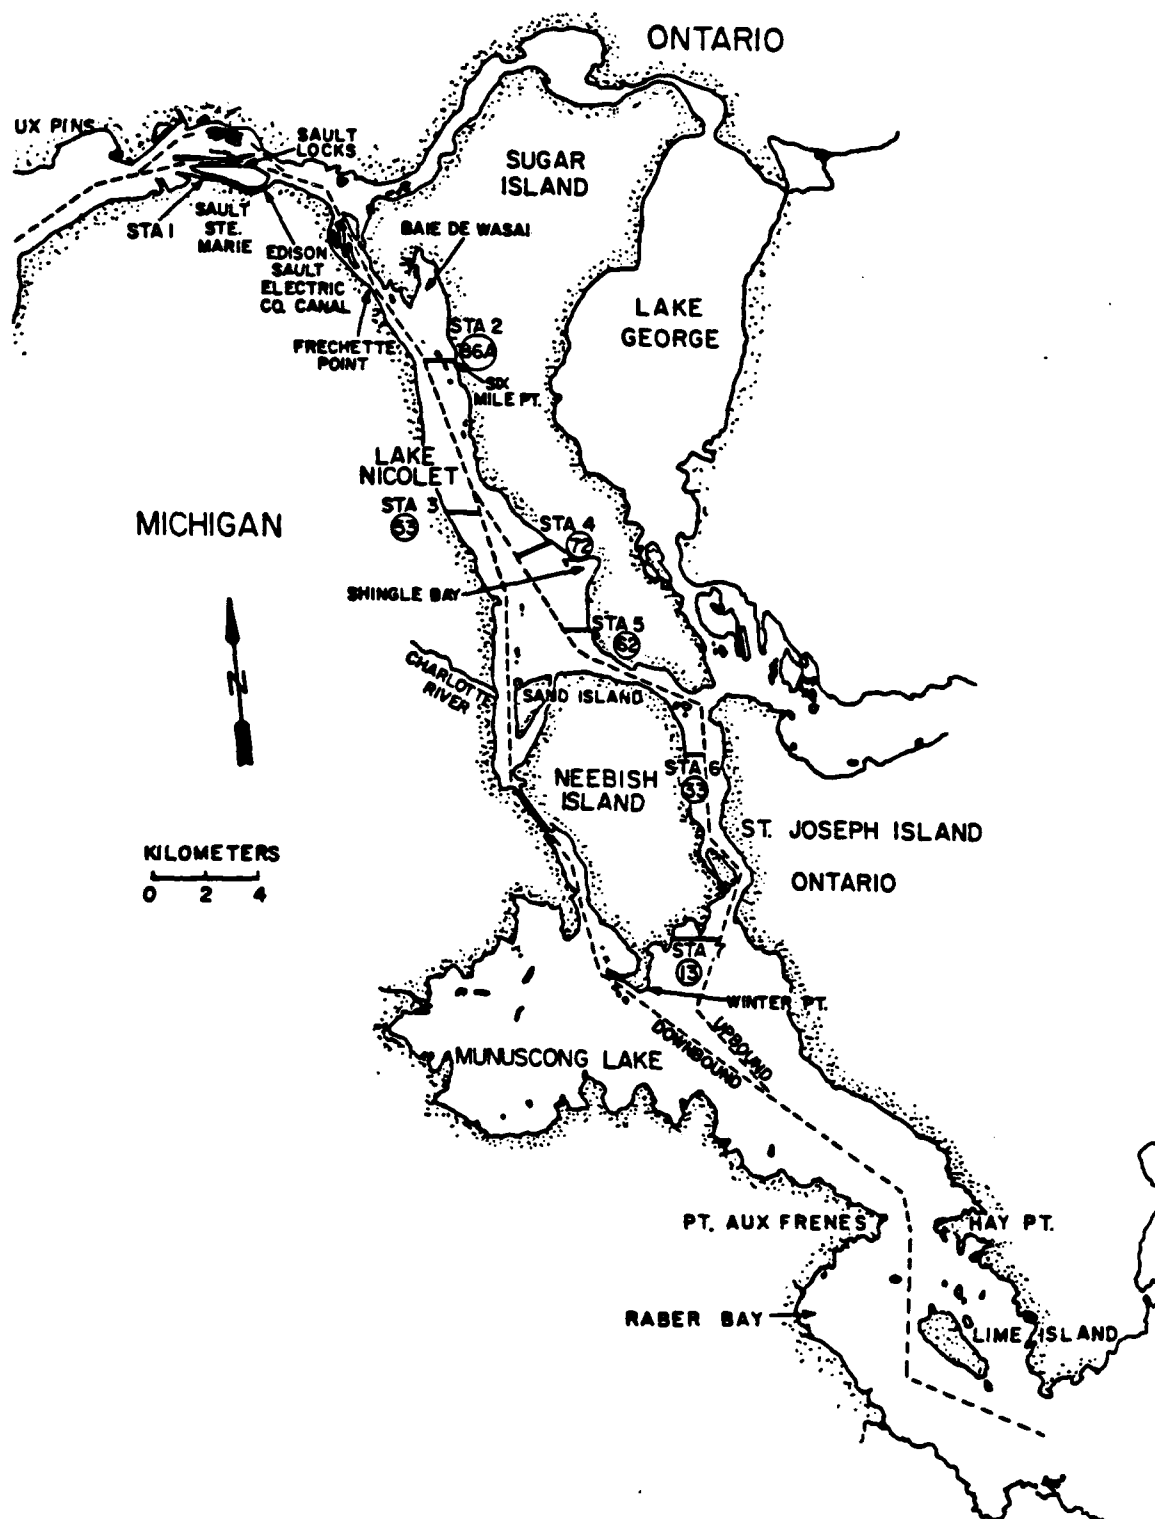 ONTARIO
UX PINS
SAULT
LOCKS
SUGAR
ISLAND
STA 1
SAULT
STE.
MARIE
BAIE DE WASAI
EDISON
SAULT
ELECTRIC
CO. CANAL
LAKE
GEORGE
STA 2
86A
FRECHETTE
POINT
SIX
MILE PT.
LAKE
NICOLET
STA 3
53
MICHIGAN
STA 4
72
SHINGLE BAY
STA 5
62
CHARLOTTE
RIVER
N
SAND ISLAND
STA 6
33
NEEBISH
ISLAND
ST. JOSEPH ISLAND
ONTARIO
KILOMETERS
0 2 4
STA 7
13
WINTER PT.
UPBOUND
DOWNBOUND
MUNUSCONG LAKE
PT. AUX FRENES
HAY PT.
RABER BAY
LIME ISLAND